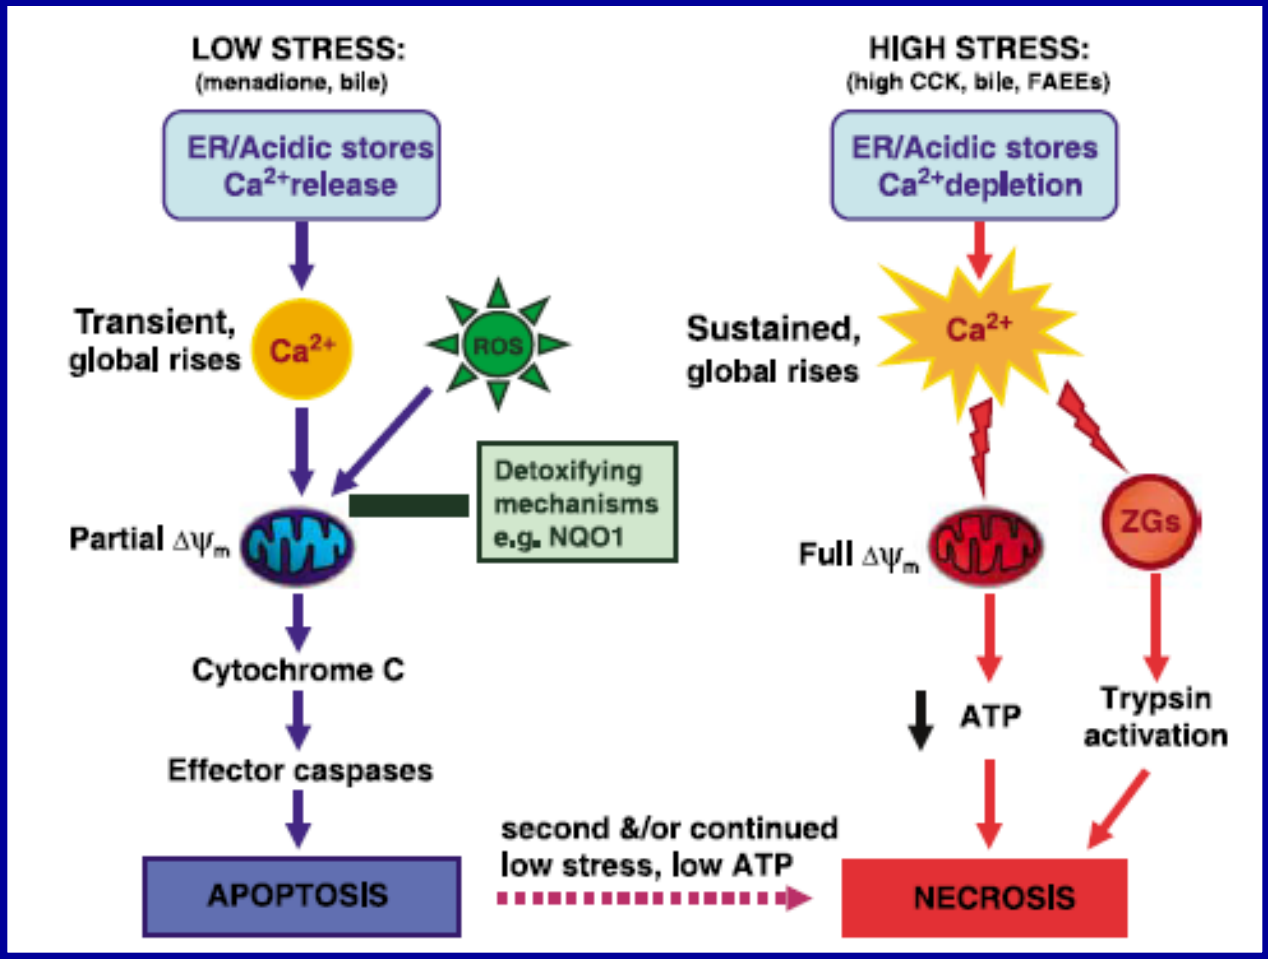 LOW STRESS:
(menadione, bile)
ER/Acidic stores
Ca²⁺release
Transient,
global rises
Ca²⁺
ROS
Detoxifying
mechanisms
e.g. NQO1
Partial Δψₘ
Cytochrome C
Effector caspases
APOPTOSIS
second &/or continued
low stress, low ATP
HIGH STRESS:
(high CCK, bile, FAEEs)
ER/Acidic stores
Ca²⁺depletion
Sustained,
global rises
Ca²⁺
Full Δψₘ
ZGs
ATP
Trypsin
activation
NECROSIS